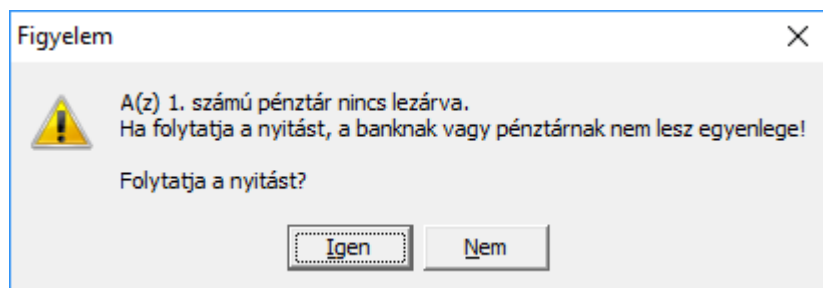 Figyelem
A(z) 1. számú pénztár nincs lezárva.
Ha folytatja a nyitást, a banknak vagy pénztárnak nem lesz egyenlege!
Folytatja a nyitást?
Igen
Nem